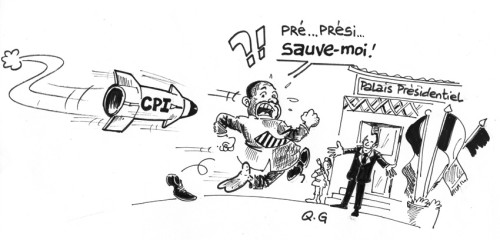 ?!
PRÉ...PRÉSI...
SAUVE-MOI!
CPI
Palais Présidentiel
Q.G